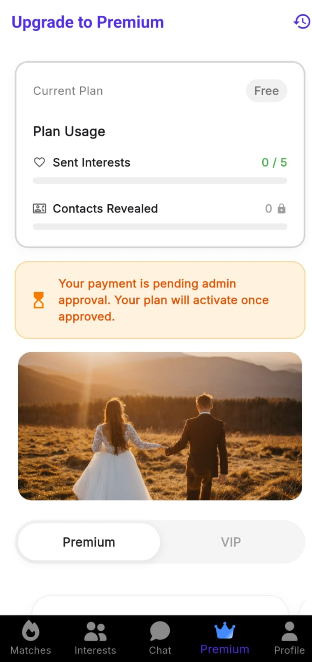 Upgrade to Premium
Current Plan
Free
Plan Usage
Sent Interests
0 / 5
Contacts Revealed
0
Your payment is pending admin
approval. Your plan will activate once
approved.
Premium
VIP
Matches
Interests
Chat
Premium
Profile